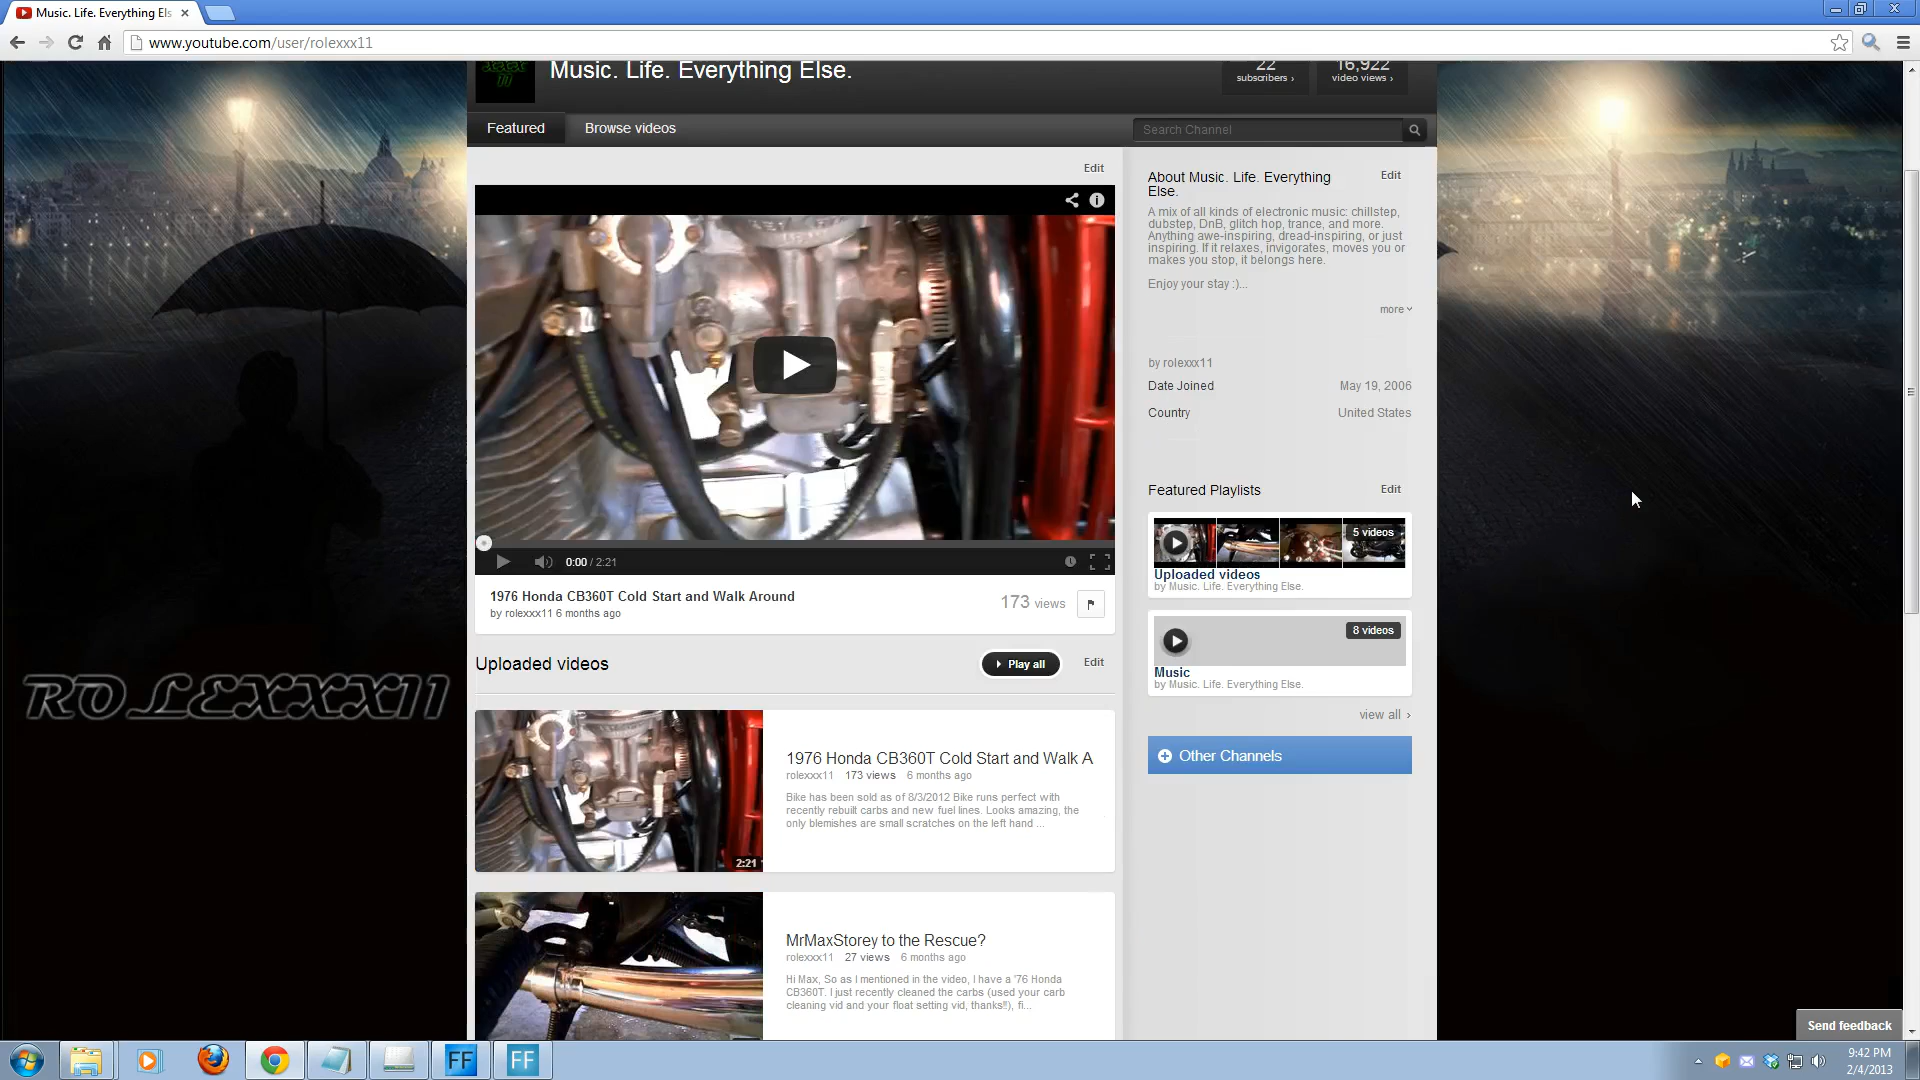 Music. Life. Everything Els
www.youtube.com/user/rolexxx11
Music. Life. Everything Else.
22
subscribers ›
16,922
video views ›
Featured
Browse videos
Search Channel
Edit
1976 Honda CB360T Cold Start and Walk Around
by rolexxx11 6 months ago
173 views
0:00 / 2:21
Uploaded videos
Play all
Edit
1976 Honda CB360T Cold Start and Walk A
rolexxx11 173 views 6 months ago
Bike has been sold as of 8/3/2012 Bike runs perfect with
recently rebuilt carbs and new fuel lines. Looks amazing, the
only blemishes are small scratches on the left hand ...
2:21
MrMaxStorey to the Rescue?
rolexxx11 27 views 6 months ago
Hi Max, So as I mentioned in the video, I have a '76 Honda
CB360T. I just recently cleaned the carbs (used your carb
cleaning vid and your float setting vid, thanks!!), fi...
About Music. Life. Everything
Else.
Edit
A mix of all kinds of electronic music: chillstep,
dubstep, DnB, glitch hop, trance, and more.
Anything awe-inspiring, dread-inspiring, or just
inspiring. If it relaxes, invigorates, moves you or
makes you stop, it belongs here.
Enjoy your stay :)...
more
by rolexxx11
Date Joined May 19, 2006
Country United States
Featured Playlists
Edit
5 videos
Uploaded videos
by Music. Life. Everything Else.
8 videos
Music
by Music. Life. Everything Else.
view all ›
Other Channels
ROLEXXX11
Send feedback
FF
FF
9:42 PM
2/4/2013